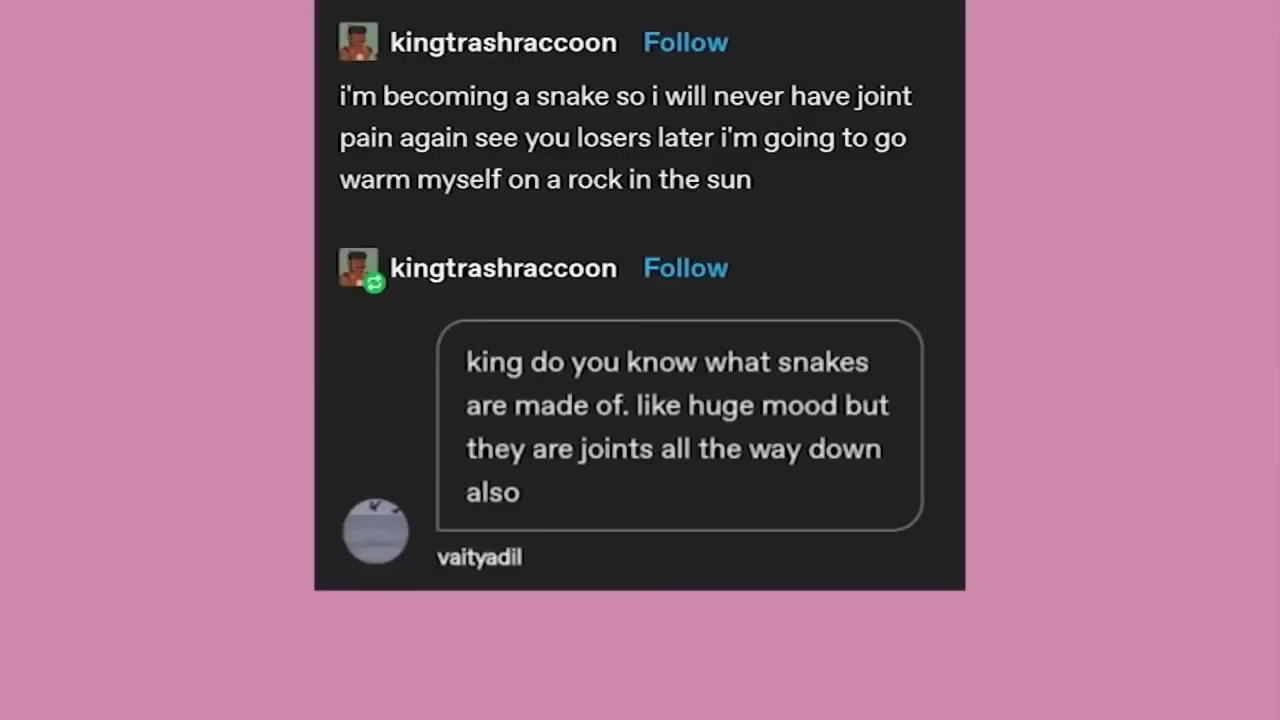 kingtrashraccoon Follow
i'm becoming a snake so i will never have joint
pain again see you losers later i'm going to go
warm myself on a rock in the sun
kingtrashraccoon Follow
king do you know what snakes
are made of. like huge mood but
they are joints all the way down
also
vaityadil